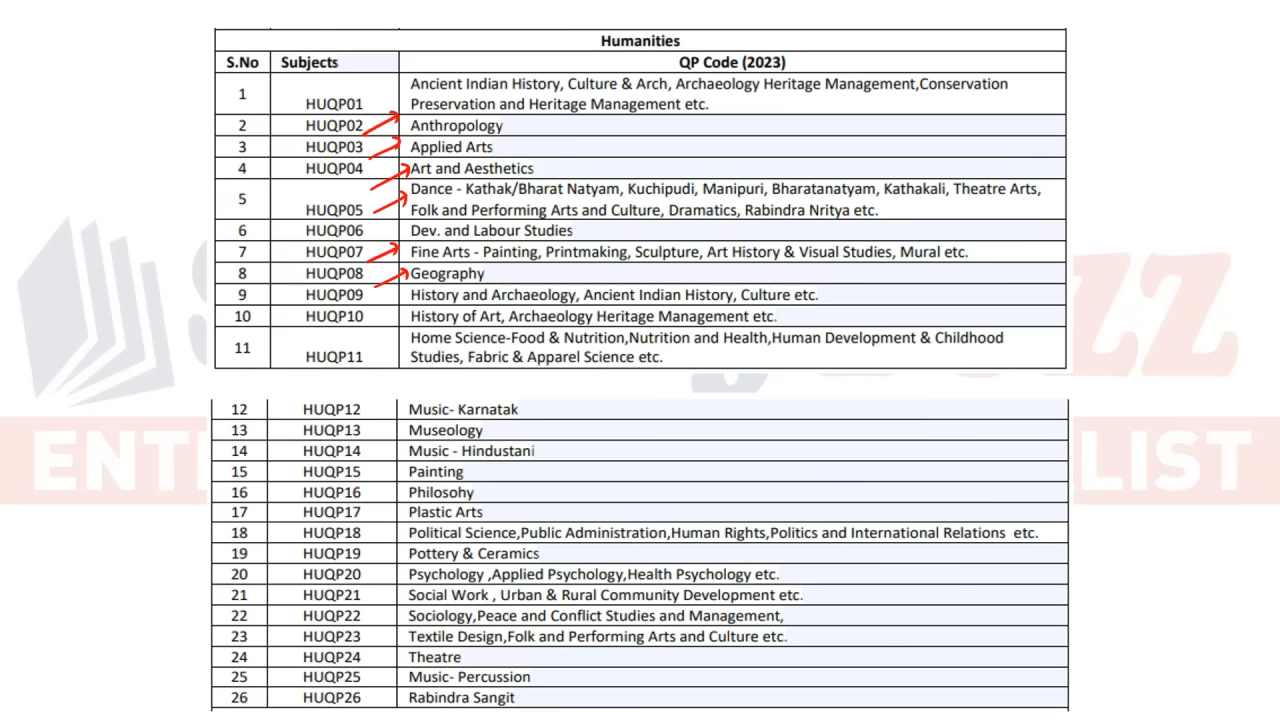 Humanities
S.No Subjects QP Code (2023)
1 HUQP01 Ancient Indian History, Culture & Arch, Archaeology Heritage Management,Conservation
Preservation and Heritage Management etc.
2 HUQP02 Anthropology
3 HUQP03 Applied Arts
4 HUQP04 Art and Aesthetics
5 HUQP05 Dance - Kathak/Bharat Natyam, Kuchipudi, Manipuri, Bharatanatyam, Kathakali, Theatre Arts,
Folk and Performing Arts and Culture, Dramatics, Rabindra Nritya etc.
6 HUQP06 Dev. and Labour Studies
7 HUQP07 Fine Arts - Painting, Printmaking, Sculpture, Art History & Visual Studies, Mural etc.
8 HUQP08 Geography
9 HUQP09 History and Archaeology, Ancient Indian History, Culture etc.
10 HUQP10 History of Art, Archaeology Heritage Management etc.
11 HUQP11 Home Science-Food & Nutrition,Nutrition and Health,Human Development & Childhood
Studies, Fabric & Apparel Science etc.
12 HUQP12 Music- Karnatak
13 HUQP13 Museology
14 HUQP14 Music - Hindustani
15 HUQP15 Painting
16 HUQP16 Philosohy
17 HUQP17 Plastic Arts
18 HUQP18 Political Science,Public Administration,Human Rights,Politics and International Relations etc.
19 HUQP19 Pottery & Ceramics
20 HUQP20 Psychology ,Applied Psychology,Health Psychology etc.
21 HUQP21 Social Work , Urban & Rural Community Development etc.
22 HUQP22 Sociology,Peace and Conflict Studies and Management,
23 HUQP23 Textile Design,Folk and Performing Arts and Culture etc.
24 HUQP24 Theatre
25 HUQP25 Music- Percussion
26 HUQP26 Rabindra Sangit